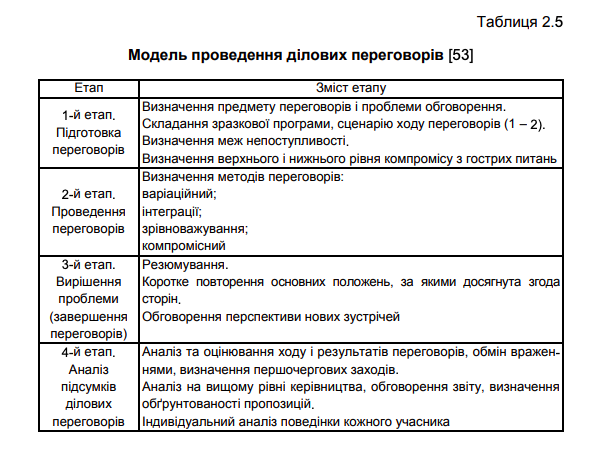 Таблиця 2.5
Модель проведення ділових переговорів [53]
Етап
Зміст етапу
1-й етап.
Підготовка
переговорів
Визначення предмету переговорів і проблеми обговорення.
Складання зразкової програми, сценарію ходу переговорів (1 – 2).
Визначення меж непоступливості.
Визначення верхнього і нижнього рівня компромісу з гострих питань
2-й етап.
Проведення
переговорів
Визначення методів переговорів:
варіаційний;
інтеграції;
зрівноважування;
компромісний
3-й етап.
Вирішення
проблеми
(завершення
переговорів)
Резюмування.
Коротке повторення основних положень, за якими досягнута згода
сторін.
Обговорення перспективи нових зустрічей
4-й етап.
Аналіз
підсумків
ділових
переговорів
Аналіз та оцінювання ходу і результатів переговорів, обмін вражен-
нями, визначення першочергових заходів.
Аналіз на вищому рівні керівництва, обговорення звіту, визначення
обґрунтованості пропозицій.
Індивідуальний аналіз поведінки кожного учасника